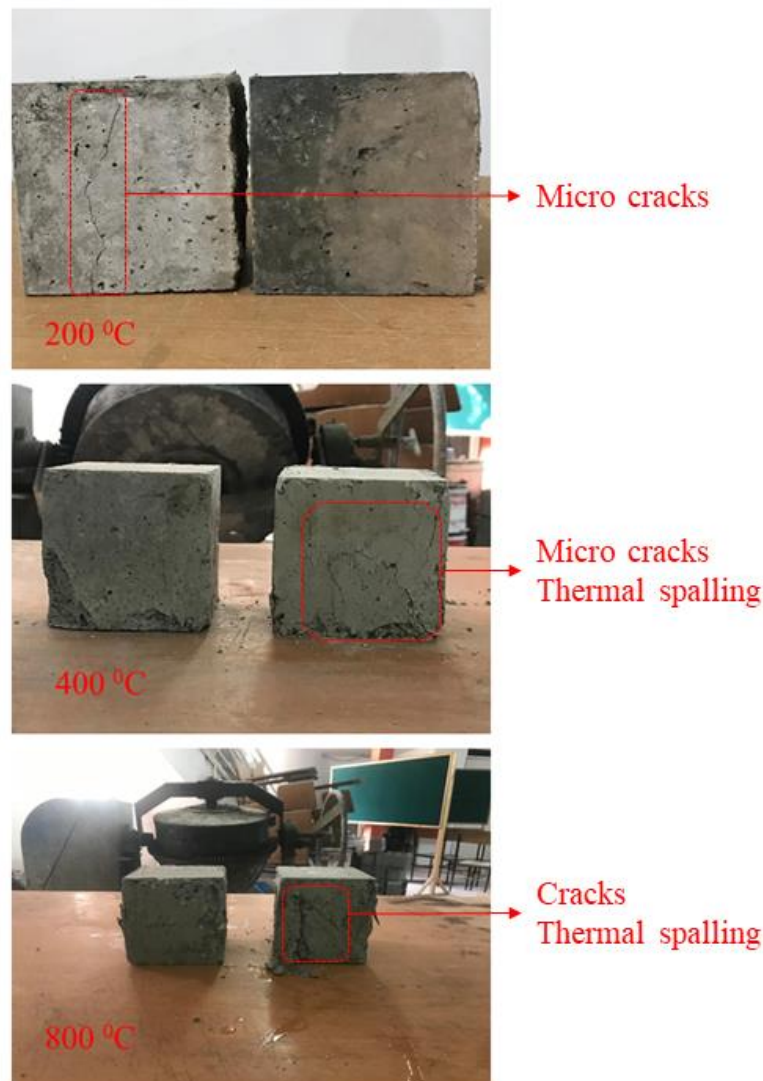 Micro cracks
200 ⁰C
Micro cracks
Thermal spalling
400 ⁰C
Cracks
Thermal spalling
800 ⁰C